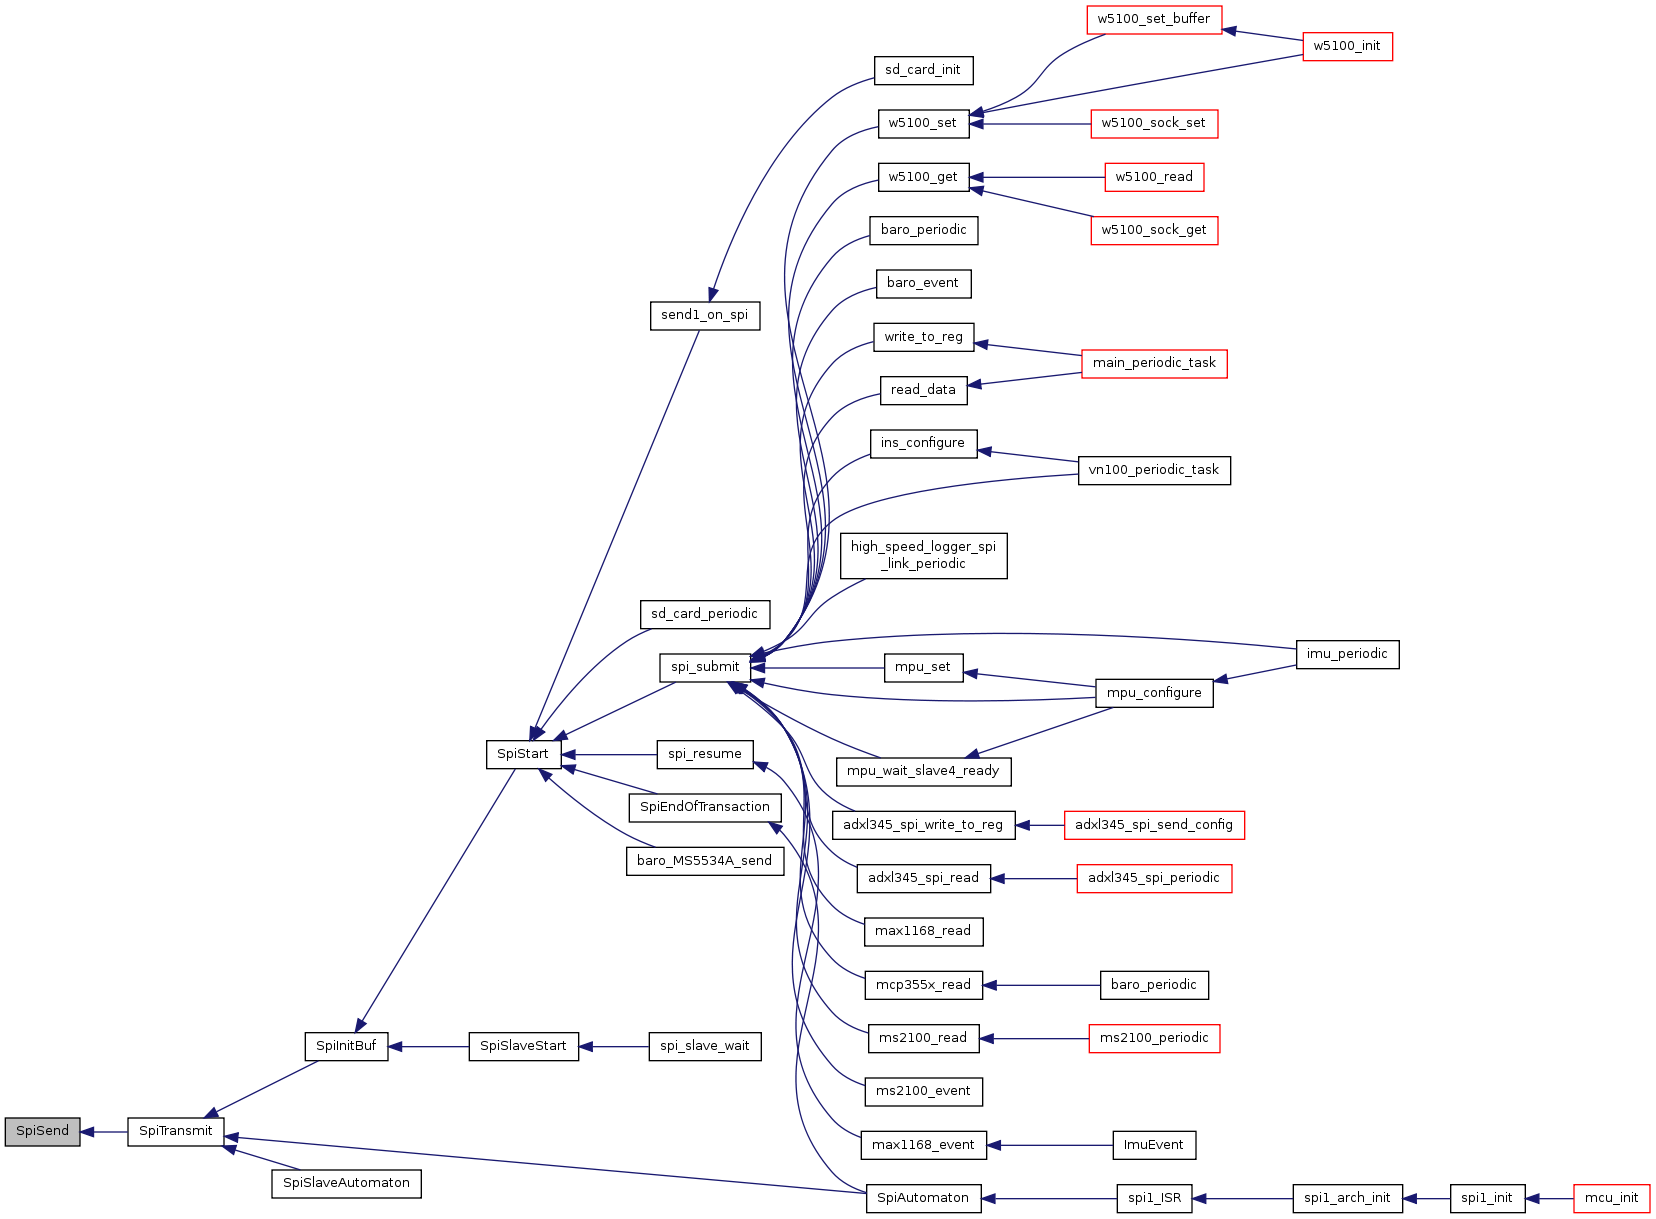 w5100_set_buffer
w5100_init
sd_card_init
w5100_set
w5100_sock_set
w5100_get
w5100_read
baro_periodic
w5100_sock_get
baro_event
send1_on_spi
write_to_reg
main_periodic_task
read_data
ins_configure
vn100_periodic_task
high_speed_logger_spi
_link_periodic
sd_card_periodic
spi_submit
mpu_set
imu_periodic
mpu_configure
SpiStart
spi_resume
mpu_wait_slave4_ready
SpiEndOfTransaction
adxl345_spi_write_to_reg
adxl345_spi_send_config
baro_MS5534A_send
adxl345_spi_read
adxl345_spi_periodic
max1168_read
mcp355x_read
baro_periodic
ms2100_read
ms2100_periodic
SpiInitBuf
SpiSlaveStart
spi_slave_wait
ms2100_event
SpiSend
SpiTransmit
max1168_event
ImuEvent
SpiSlaveAutomaton
SpiAutomaton
spi1_ISR
spi1_arch_init
spi1_init
mcu_init